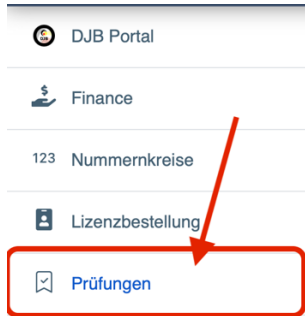 DJB Portal
$
Finance
123 Nummernkreise
Lizenzbestellung
Prüfungen